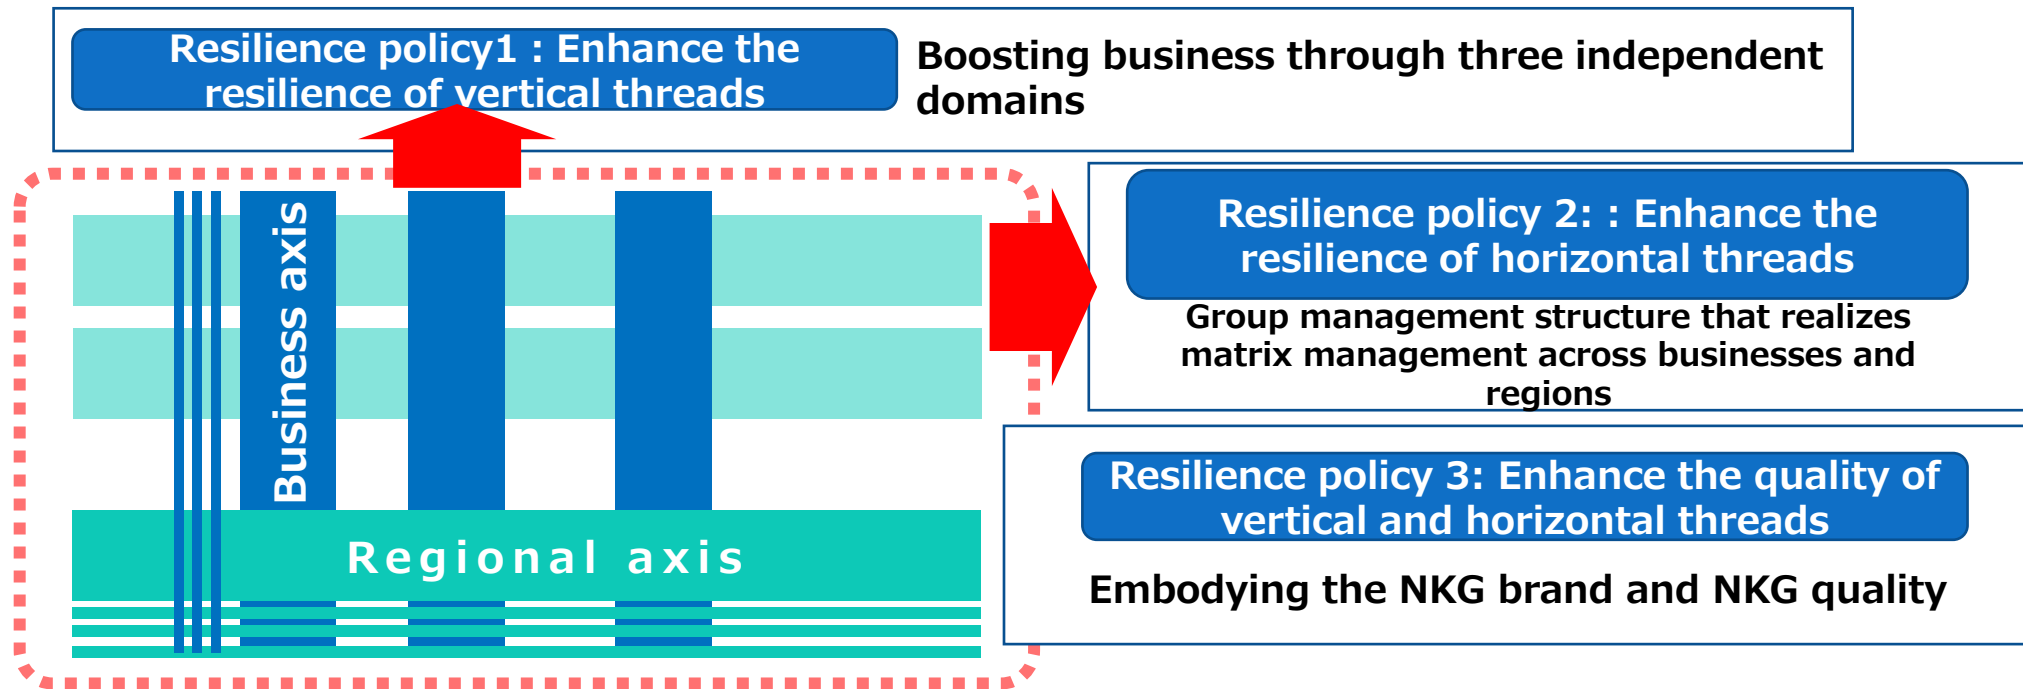 Resilience policy1 : Enhance the
resilience of vertical threads
Boosting business through three independent
domains
Business axis
Regional axis
Resilience policy 2: : Enhance the
resilience of horizontal threads
Group management structure that realizes
matrix management across businesses and
regions
Resilience policy 3: Enhance the quality of
vertical and horizontal threads
Embodying the NKG brand and NKG quality